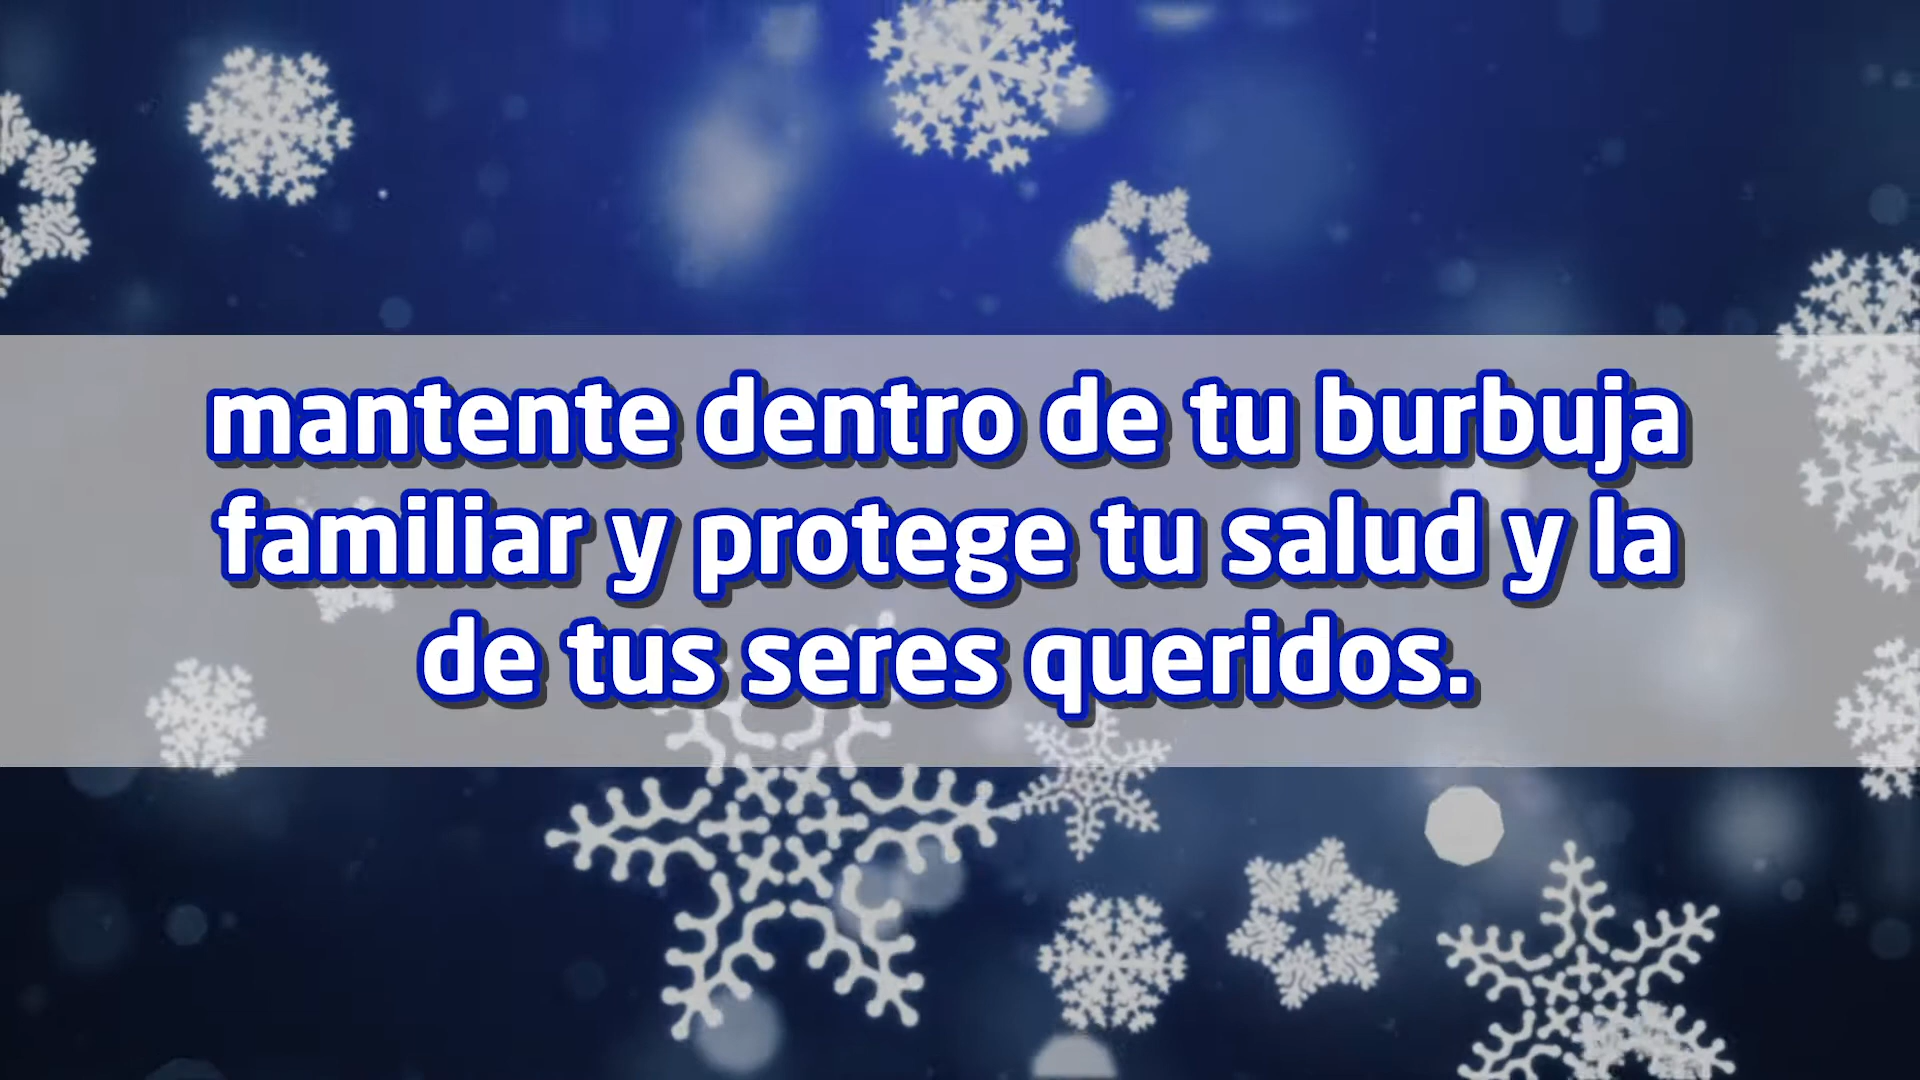 mantente dentro de tu burbuja
familiar y protege tu salud y la
de tus seres queridos.